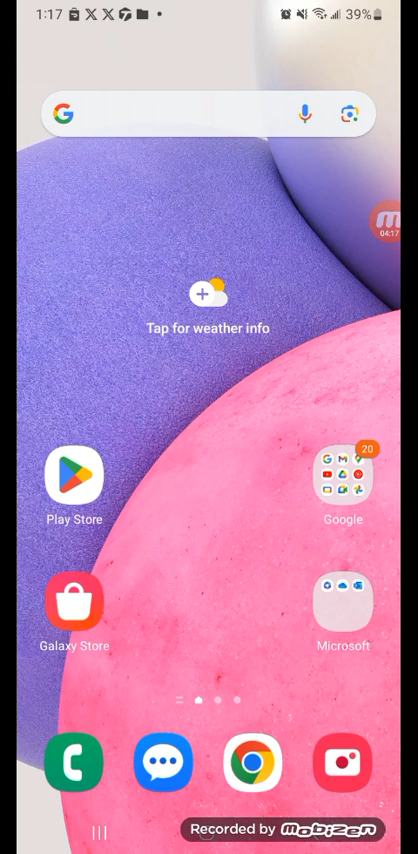 1:17
39%
04:17
Tap for weather info
20
Play Store
Google
Galaxy Store
Microsoft
Recorded by Mobizen